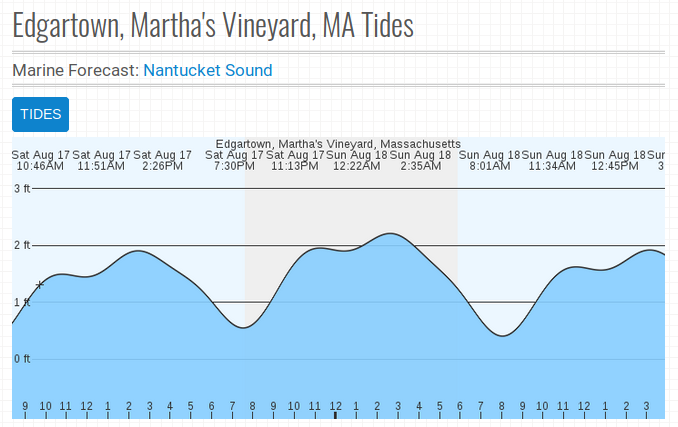 Edgartown, Martha's Vineyard, MA Tides
Marine Forecast: Nantucket Sound
TIDES
Edgartown, Martha's Vineyard, Massachusetts
Sat Aug 17 Sat Aug 17 Sat Aug 17 Sat Aug 17 Sat Aug 17 Sun Aug 18 Sun Aug 18 Sun Aug 18 Sun Aug 18 Sun Aug 18 Sur
10:46AM 11:51AM 2:26PM 7:30PM 11:13PM 12:22AM 2:35AM 8:01AM 11:34AM 12:45PM 3
3 ft
2 ft
1 ft
0 ft
9 10 11 12 1 2 3 4 5 6 7 8 9 10 11 12 1 2 3 4 5 6 7 8 9 10 11 12 1 2 3